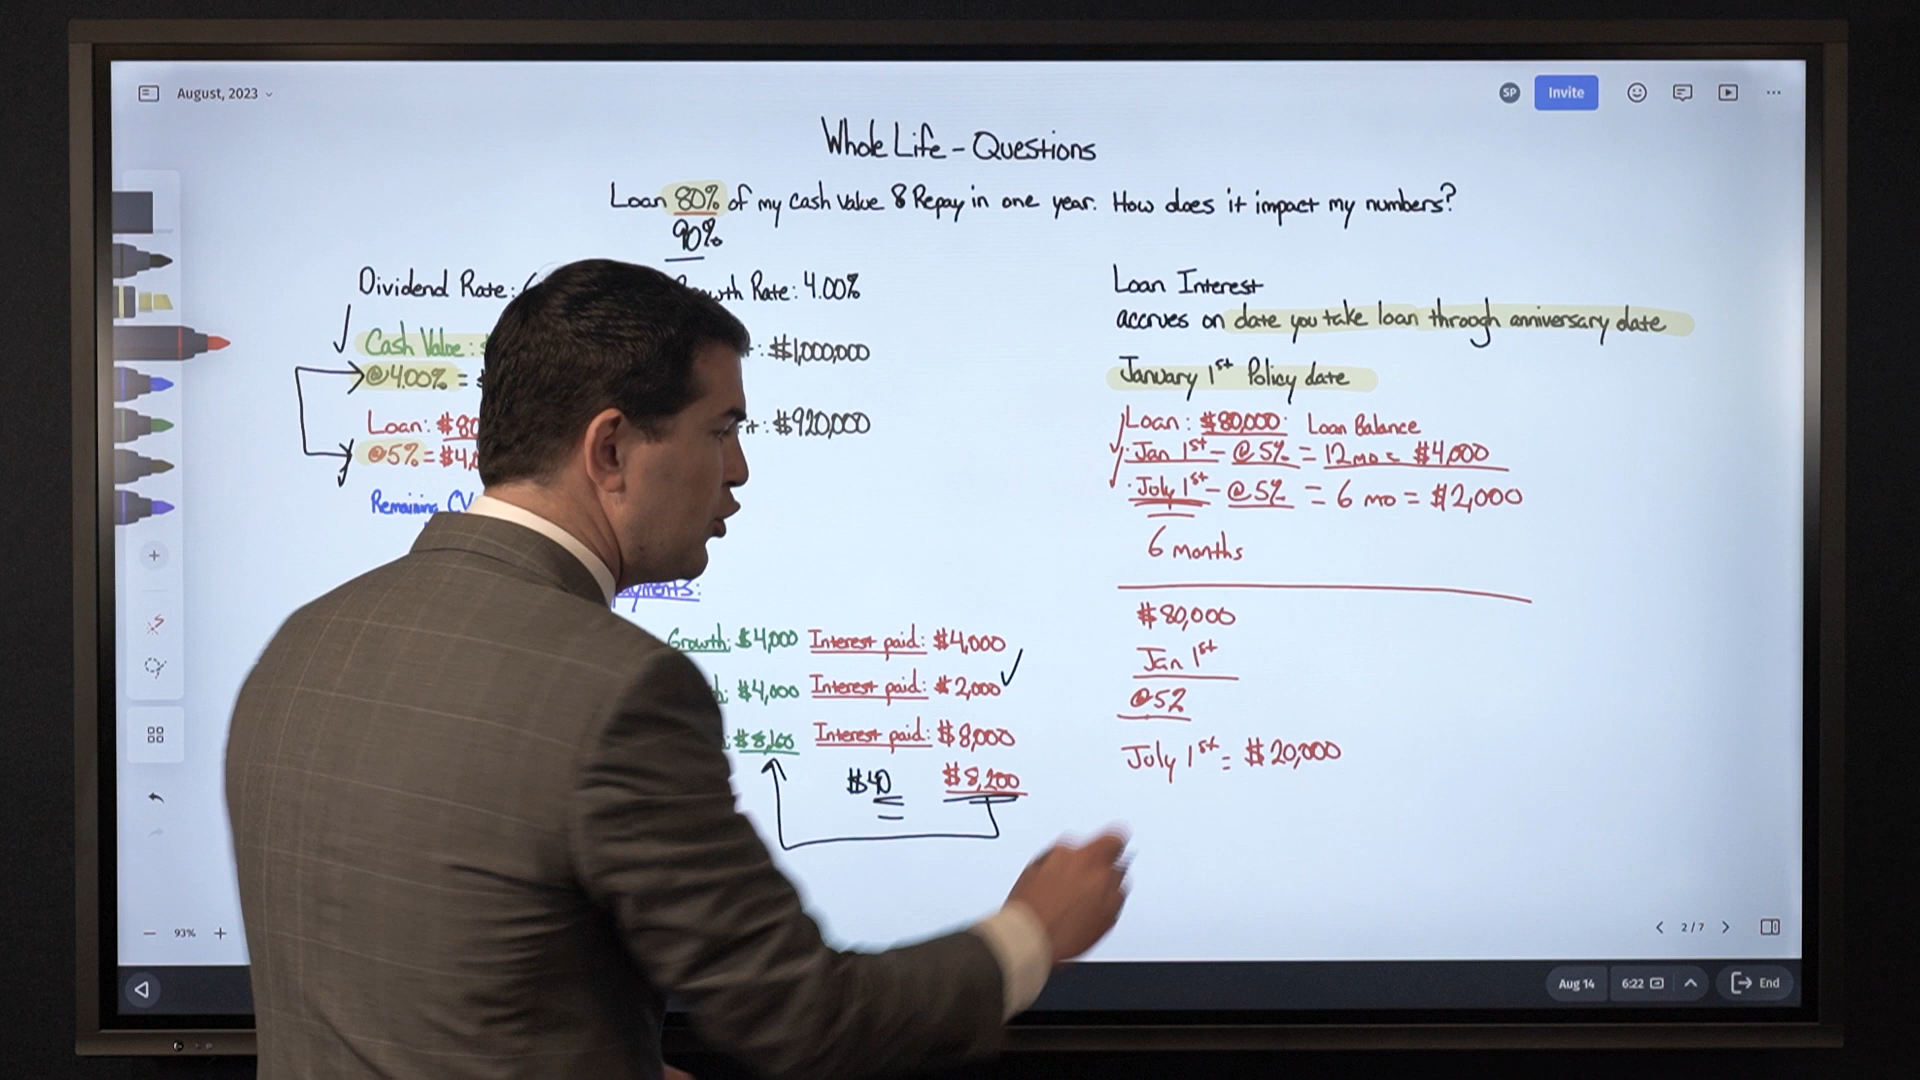 August, 2023
SP
Invite
Whole Life - Questions
Loan 80% of my cash value & Repay in one year. How does it impact my numbers?
90%
Dividend Rate:
Rate: 4.00%
Cash Value:
: $1,000,000
@4.00% =
Loan: $80
: $920,000
@5% = $4,0
Remaining CV
Growth: $4,000 Interest paid: $4,000
: $4,000 Interest paid: $2,000
: $8,160 Interest paid: $8,000
$40 $8,200
Loan Interest
accrues on date you take loan through anniversary date
January 1st Policy date
Loan: $80,000: Loan Balance
· Jan 1st - @5% = 12mo = $4,000
· July 1st - @5% = 6 mo = $2,000
6 months
$80,000
Jan 1st
@5%
July 1st = $20,000
93%
2/7
Aug 14
6:22
End